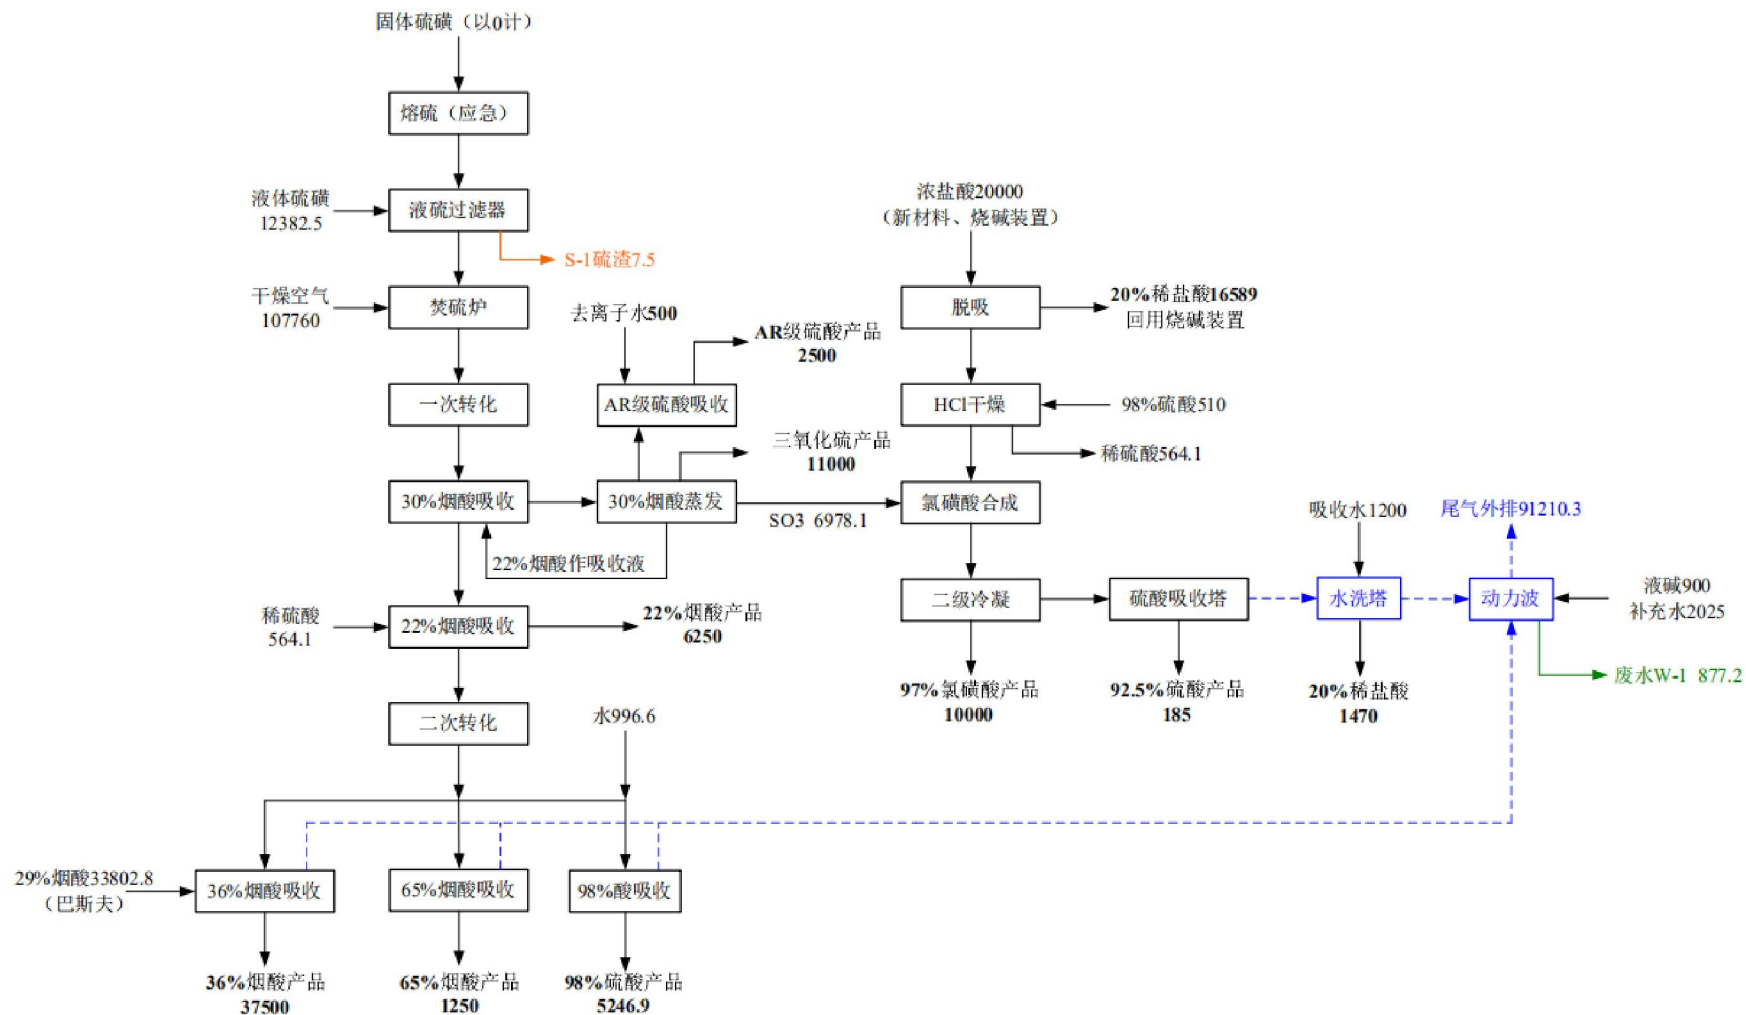 固体硫磺（以0计）
熔硫（应急）
液体硫磺
12382.5
液硫过滤器
S-1硫渣7.5
干燥空气
107760
焚硫炉
去离子水500
AR级硫酸产品
2500
一次转化
AR级硫酸吸收
三氧化硫产品
11000
30%烟酸吸收
30%烟酸蒸发
SO3 6978.1
22%烟酸作吸收液
稀硫酸
564.1
22%烟酸吸收
22%烟酸产品
6250
二次转化
水996.6
29%烟酸33802.8
（巴斯夫）
36%烟酸吸收
65%烟酸吸收
98%酸吸收
36%烟酸产品
37500
65%烟酸产品
1250
98%硫酸产品
5246.9
浓盐酸20000
（新材料、烧碱装置）
脱吸
20%稀盐酸16589
回用烧碱装置
HCl干燥
98%硫酸510
稀硫酸564.1
氯磺酸合成
二级冷凝
硫酸吸收塔
97%氯磺酸产品
10000
92.5%硫酸产品
185
吸收水1200
水洗塔
20%稀盐酸
1470
尾气外排91210.3
动力波
液碱900
补充水2025
废水W-1 877.2